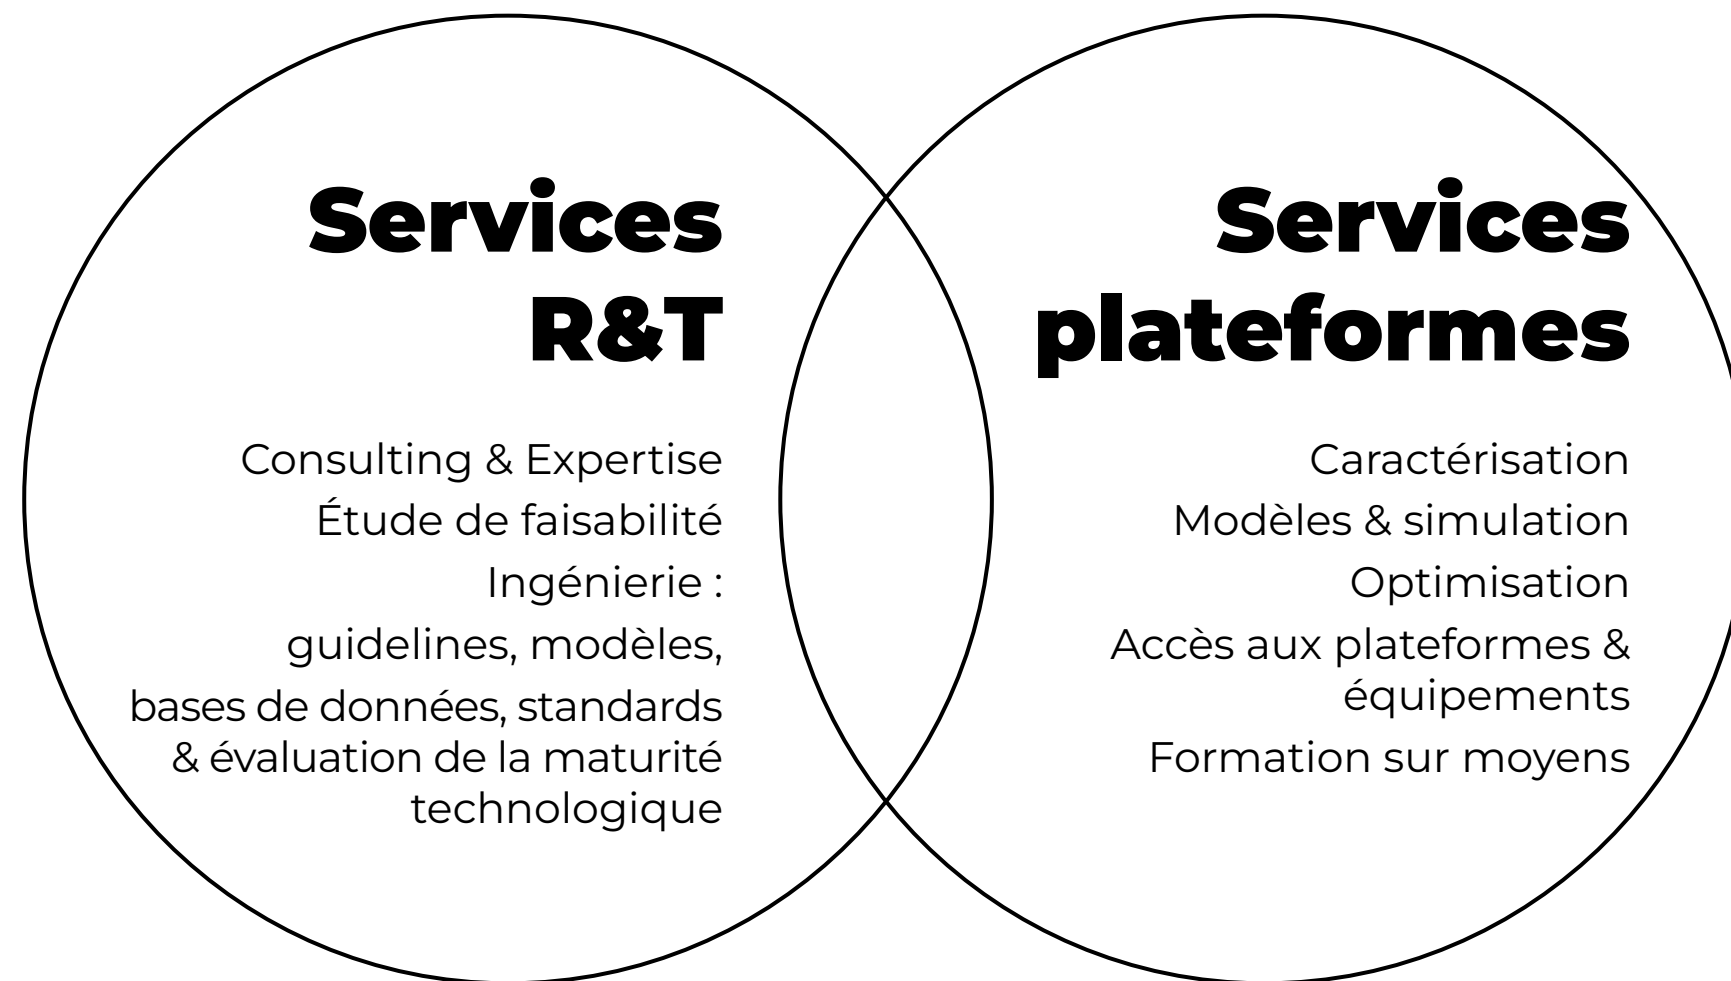 Services
R&T
Consulting & Expertise
Étude de faisabilité
Ingénierie :
guidelines, modèles,
bases de données, standards
& évaluation de la maturité
technologique
Services
plateformes
Caractérisation
Modèles & simulation
Optimisation
Accès aux plateformes &
équipements
Formation sur moyens